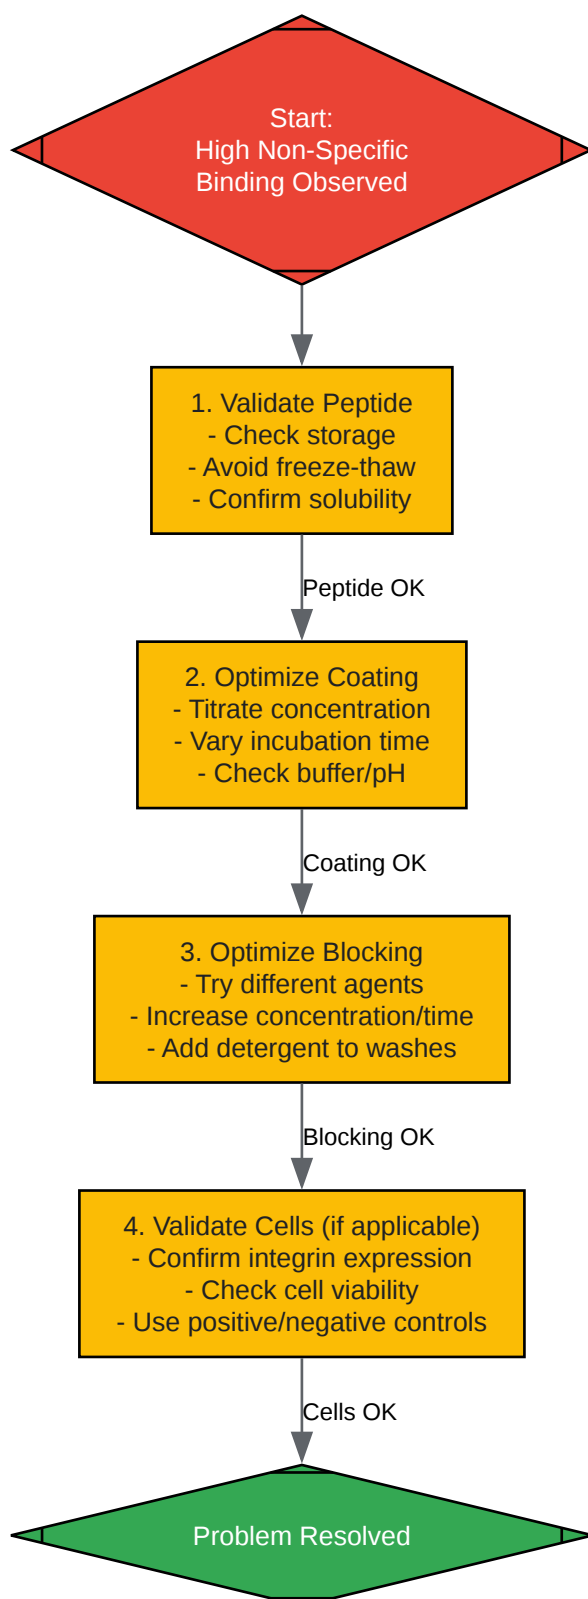 Start:
High Non-Specific
Binding Observed
1. Validate Peptide
- Check storage
- Avoid freeze-thaw
- Confirm solubility
Peptide OK
2. Optimize Coating
- Titrate concentration
- Vary incubation time
- Check buffer/pH
Coating OK
3. Optimize Blocking
- Try different agents
- Increase concentration/time
- Add detergent to washes
Blocking OK
4. Validate Cells (if applicable)
- Confirm integrin expression
- Check cell viability
- Use positive/negative controls
Cells OK
Problem Resolved